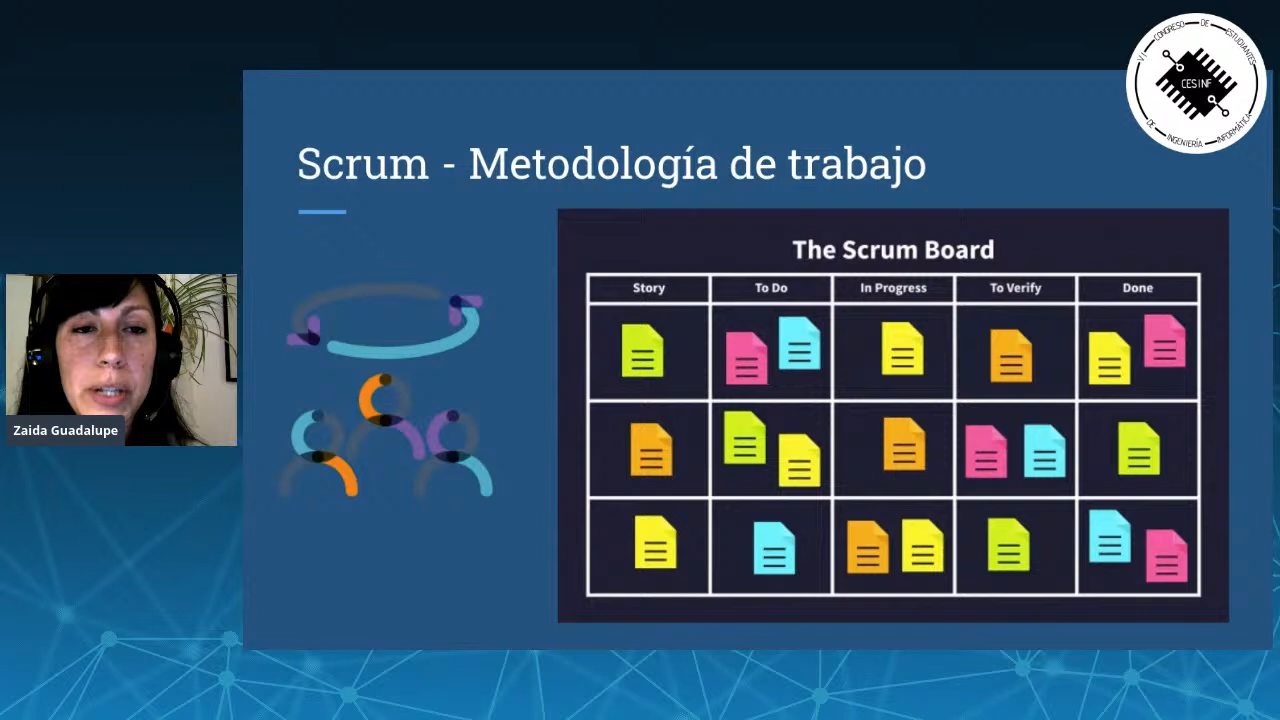 Scrum - Metodología de trabajo
The Scrum Board
Story To Do In Progress To Verify Done
Zaida Guadalupe
VI CONGRESO DE ESTUDIANTES
CESINF
DE INGENIERÍA INFORMÁTICA